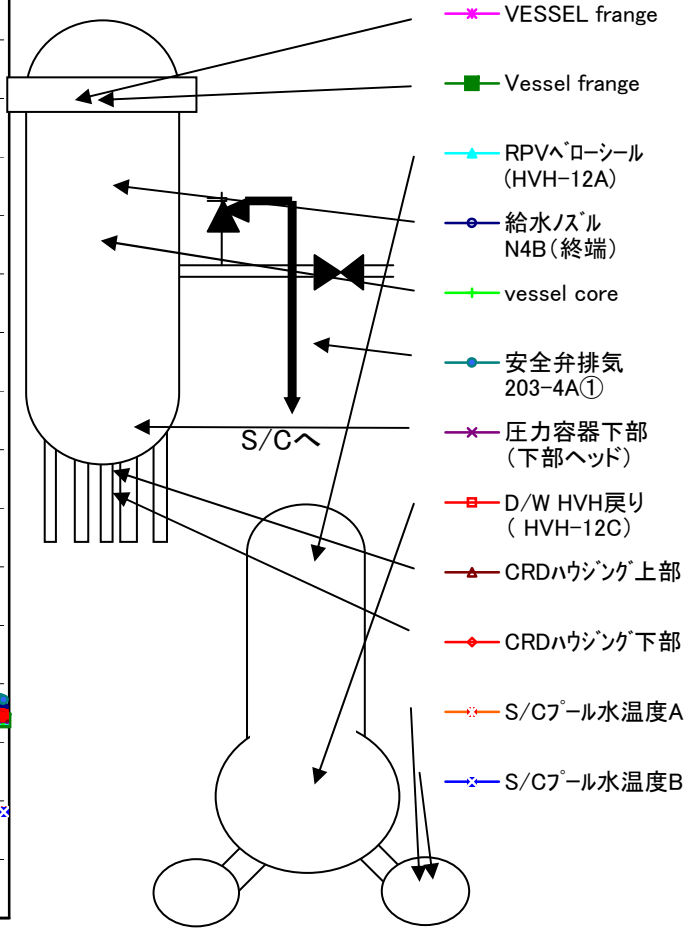 VESSEL frange
Vessel frange
RPVベローシール
(HVH-12A)
給水ノズル
N4B(終端)
vessel core
安全弁排気
203-4A①
圧力容器下部
(下部ヘッド)
D/W HVH戻り
( HVH-12C)
CRDハウジング上部
CRDハウジング下部
S/Cプール水温度A
S/Cプール水温度B
S/Cへ